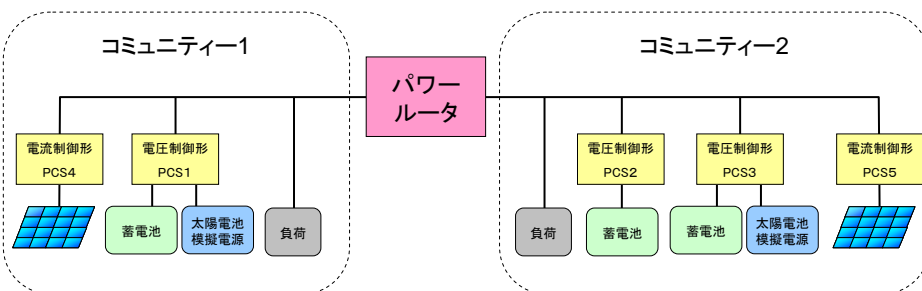 コミュニティー1
コミュニティー2
パワー
ルータ
電流制御形
PCS4
電圧制御形
PCS1
電圧制御形
PCS2
電圧制御形
PCS3
電流制御形
PCS5
蓄電池
太陽電池
模擬電源
負荷
負荷
蓄電池
蓄電池
太陽電池
模擬電源